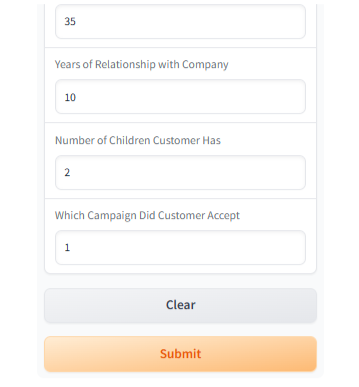 35
Years of Relationship with Company
10
Number of Children Customer Has
2
Which Campaign Did Customer Accept
1
Clear
Submit